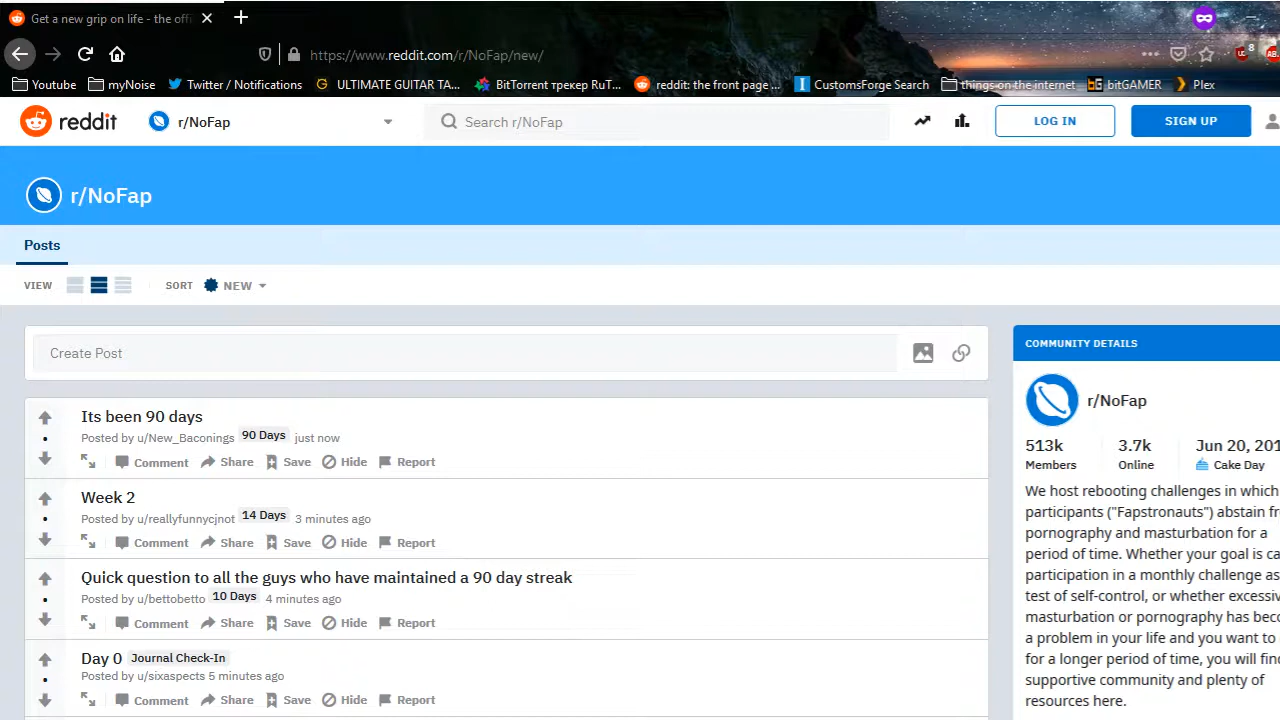 Get a new grip on life - the offi
https://www.reddit.com/r/NoFap/new/
8
AB
Youtube myNoise Twitter / Notifications ULTIMATE GUITAR TA... BitTorrent трекер RuT... reddit: the front page ... CustomsForge Search things on the internet bitGAMER Plex
reddit r/NoFap Search r/NoFap LOG IN SIGN UP
r/NoFap
Posts
VIEW SORT NEW
Create Post
Its been 90 days
Posted by u/New_Baconings 90 Days just now
Comment Share Save Hide Report
Week 2
Posted by u/reallyfunnycjnot 14 Days 3 minutes ago
Comment Share Save Hide Report
Quick question to all the guys who have maintained a 90 day streak
Posted by u/bettobetto 10 Days 4 minutes ago
Comment Share Save Hide Report
Day 0 Journal Check-In
Posted by u/sixaspects 5 minutes ago
Comment Share Save Hide Report
COMMUNITY DETAILS
r/NoFap
513k 3.7k Jun 20, 201
Members Online Cake Day
We host rebooting challenges in which
participants ("Fapstronauts") abstain fr
pornography and masturbation for a
period of time. Whether your goal is ca
participation in a monthly challenge as
test of self-control, or whether excessiv
masturbation or pornography has beco
a problem in your life and you want to
for a longer period of time, you will find
supportive community and plenty of
resources here.